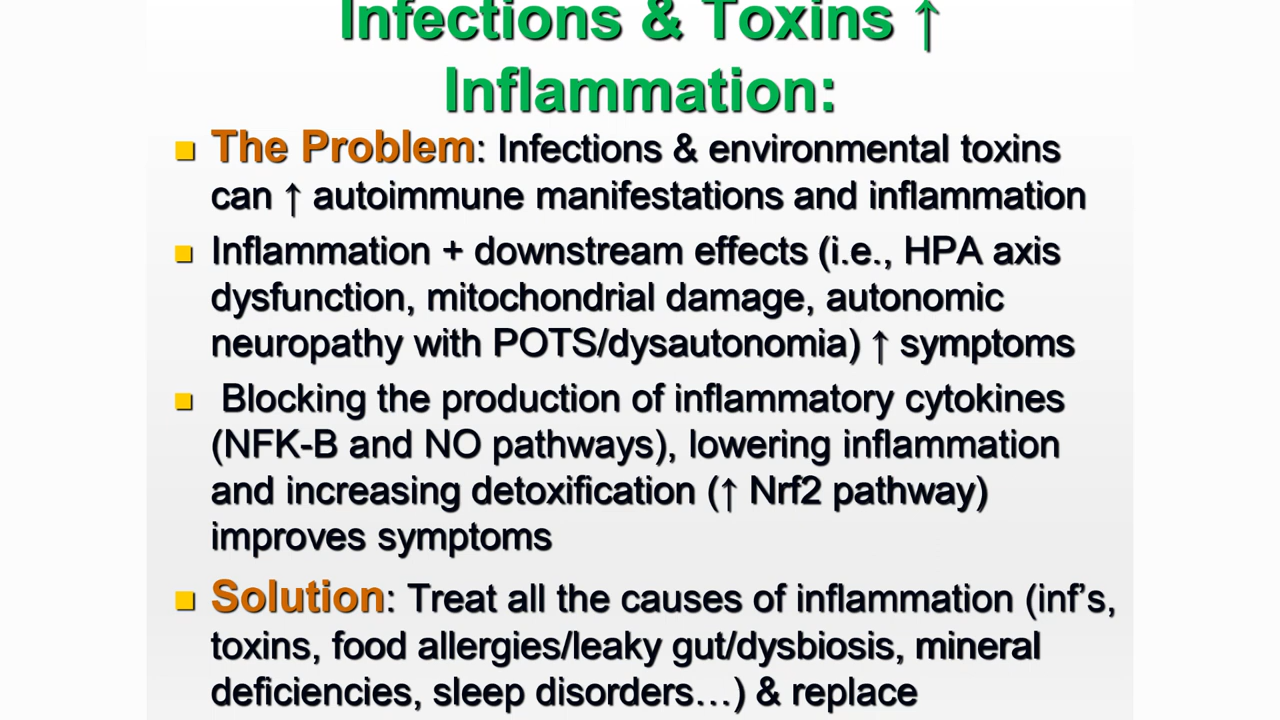 Infections & Toxins ↑
Inflammation:
The Problem: Infections & environmental toxins
can ↑ autoimmune manifestations and inflammation
Inflammation + downstream effects (i.e., HPA axis
dysfunction, mitochondrial damage, autonomic
neuropathy with POTS/dysautonomia) ↑ symptoms
Blocking the production of inflammatory cytokines
(NFK-B and NO pathways), lowering inflammation
and increasing detoxification (↑ Nrf2 pathway)
improves symptoms
Solution: Treat all the causes of inflammation (inf’s,
toxins, food allergies/leaky gut/dysbiosis, mineral
deficiencies, sleep disorders…) & replace